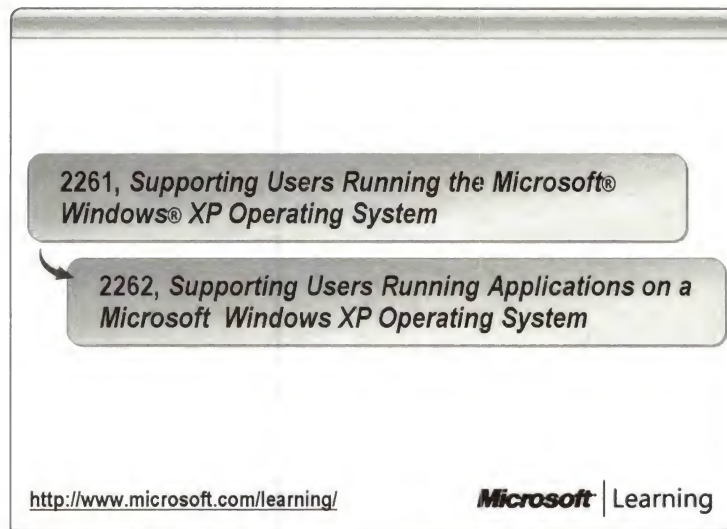 2261, Supporting Users Running the Microsoft®
Windows® XP Operating System
2262, Supporting Users Running Applications on a
Microsoft Windows XP Operating System
http://www.microsoft.com/learning/
Microsoft | Learning